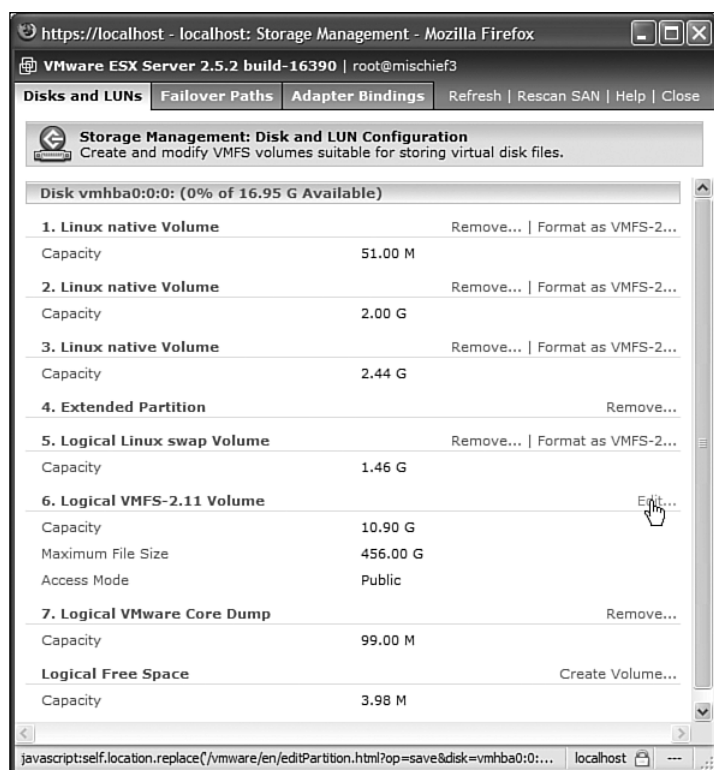 https://localhost - localhost: Storage Management - Mozilla Firefox
VMware ESX Server 2.5.2 build-16390 | root@mischief3
Disks and LUNs Failover Paths Adapter Bindings Refresh | Rescan SAN | Help | Close
Storage Management: Disk and LUN Configuration
Create and modify VMFS volumes suitable for storing virtual disk files.
Disk vmhba0:0:0: (0% of 16.95 G Available)
1. Linux native Volume Remove... | Format as VMFS-2...
Capacity 51.00 M
2. Linux native Volume Remove... | Format as VMFS-2...
Capacity 2.00 G
3. Linux native Volume Remove... | Format as VMFS-2...
Capacity 2.44 G
4. Extended Partition Remove...
5. Logical Linux swap Volume Remove... | Format as VMFS-2...
Capacity 1.46 G
6. Logical VMFS-2.11 Volume Edit...
Capacity 10.90 G
Maximum File Size 456.00 G
Access Mode Public
7. Logical VMware Core Dump Remove...
Capacity 99.00 M
Logical Free Space Create Volume...
Capacity 3.98 M
javascript:self.location.replace('/vmware/en/editPartition.html?op=save&disk=vmhba0:0:... localhost ---